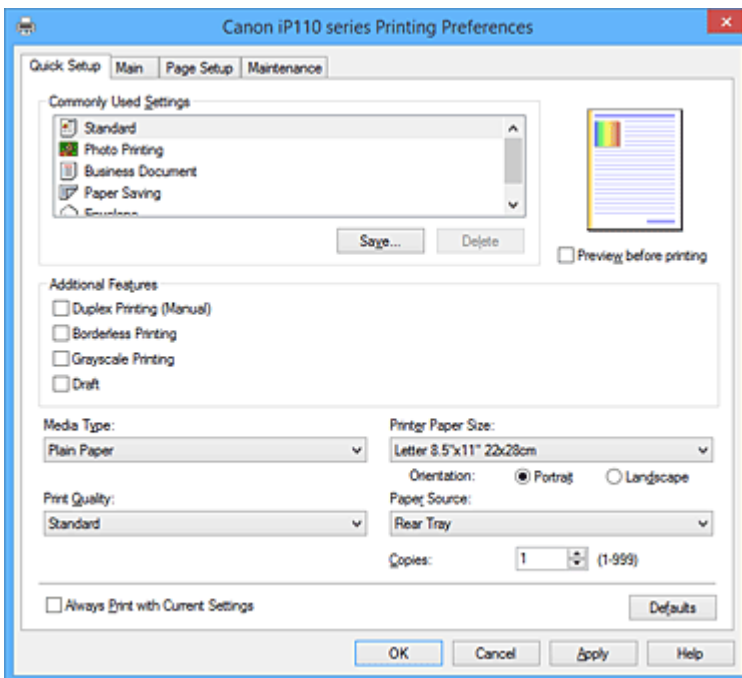 Canon iP110 series Printing Preferences
Quick Setup Main Page Setup Maintenance
Commonly Used Settings
Standard
Photo Printing
Business Document
Paper Saving
Envelope
Save... Delete
Preview before printing
Additional Features
Duplex Printing (Manual)
Borderless Printing
Grayscale Printing
Draft
Media Type:
Plain Paper
Printer Paper Size:
Letter 8.5"x11" 22x28cm
Orientation: Portrait Landscape
Print Quality:
Standard
Paper Source:
Rear Tray
Copies: 1 (1-999)
Always Print with Current Settings
Defaults
OK Cancel Apply Help